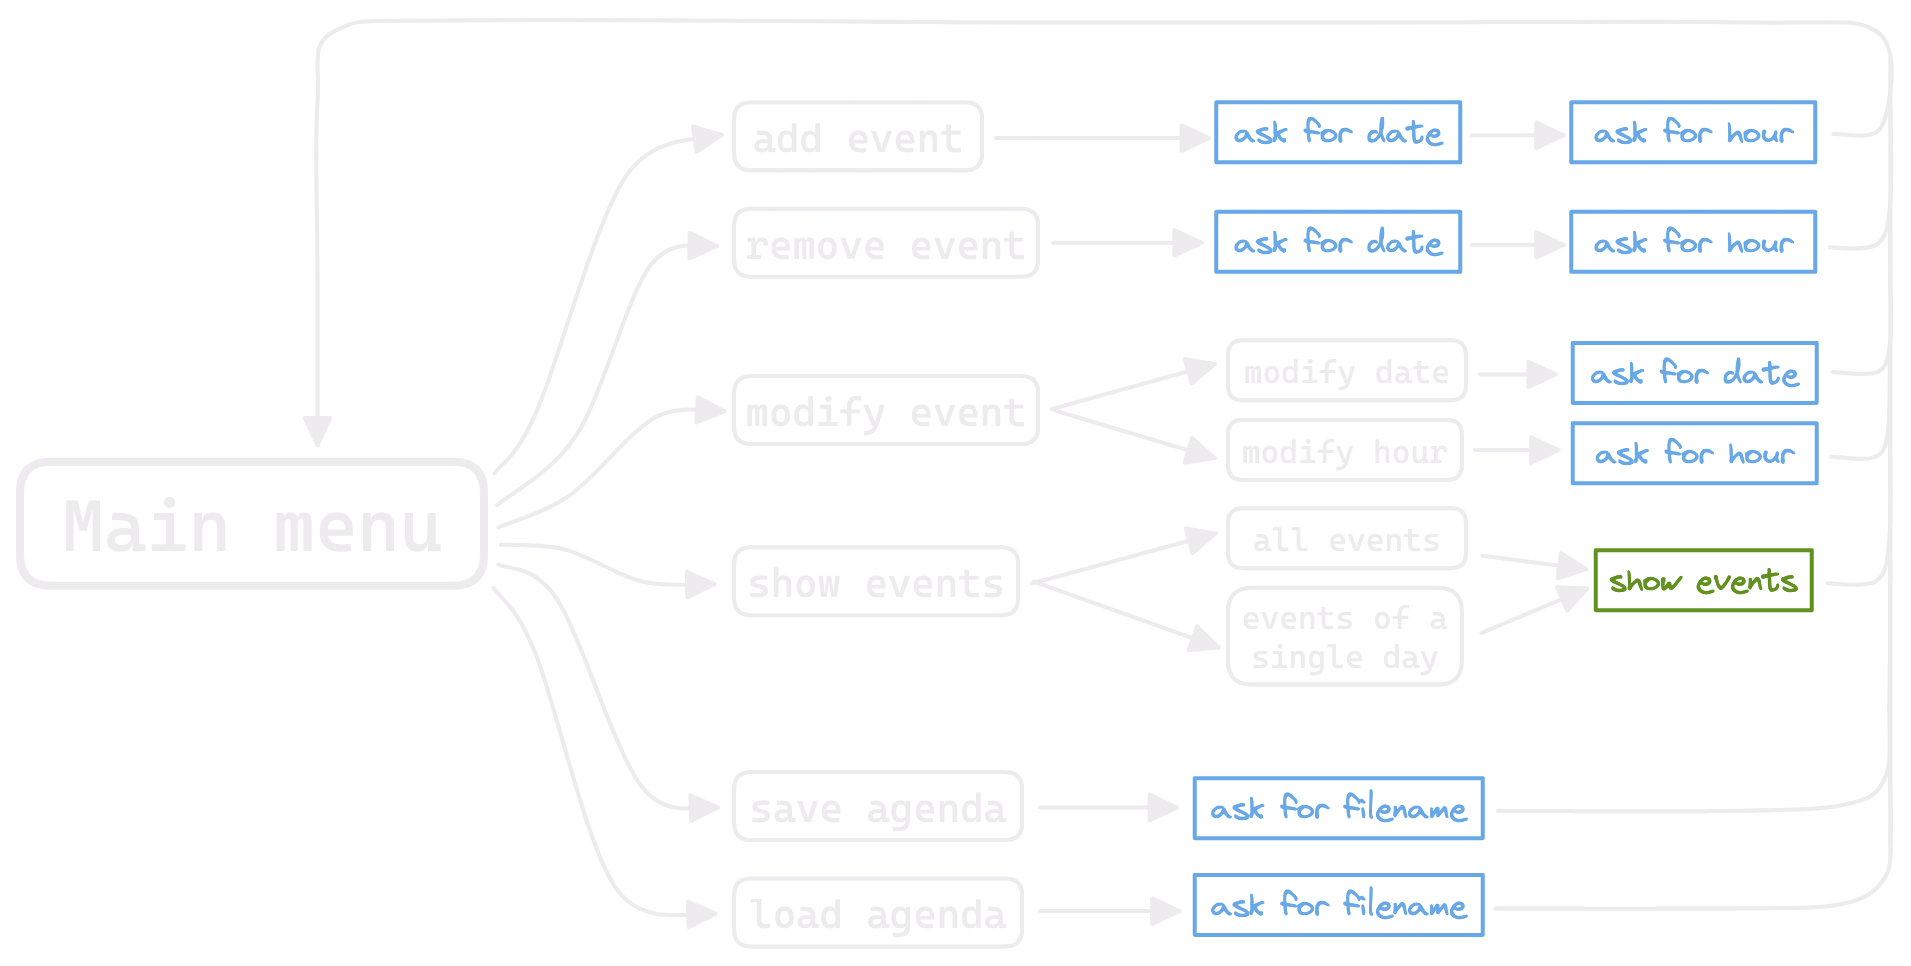 add event
ask for date
ask for hour
remove event
ask for date
ask for hour
modify event
modify date
ask for date
modify hour
ask for hour
Main menu
show events
all events
events of a
single day
show events
save agenda
ask for filename
load agenda
ask for filename